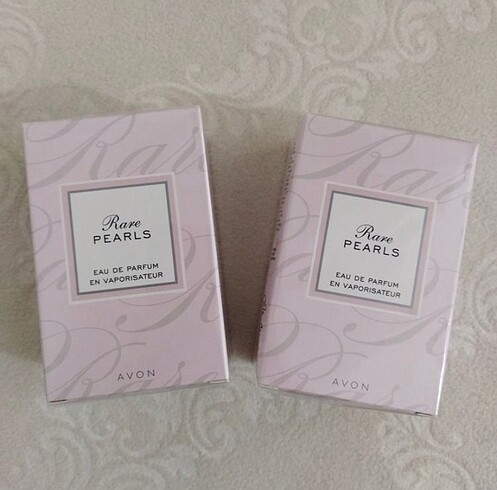 Rare
PEARLS
EAU DE PARFUM
EN VAPORISATEUR
AVON
Rare
PEARLS
EAU DE PARFUM
EN VAPORISATEUR
AVON